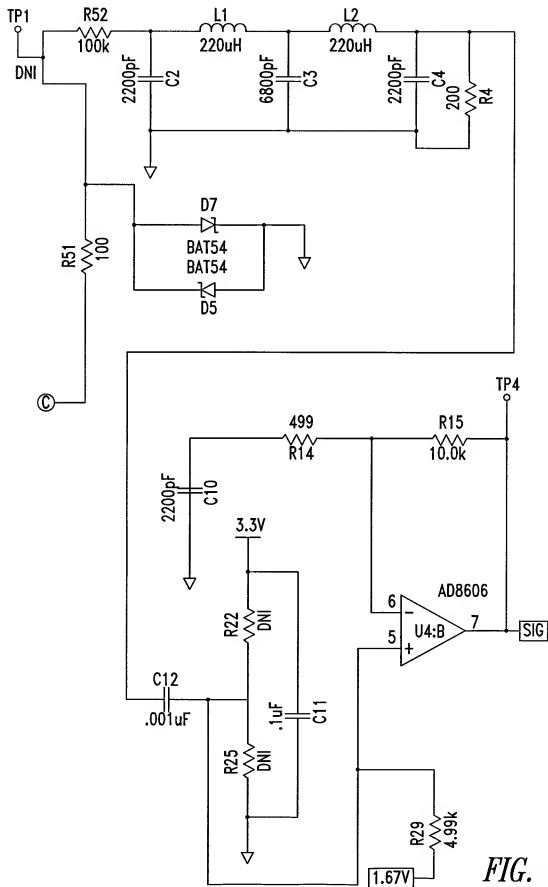 TP1
R52
100k
L1
220uH
L2
220uH
DNI
2200pF
C2
6800pF
C3
2200pF
C4
200
R4
D7
BAT54
BAT54
D5
R51
100
C
TP4
499
R14
R15
10.0k
2200pF
C10
3.3V
AD8606
R22
DNI
6
-
U4:B
7
SIG
5
+
C12
.001uF
.1uF
C11
R25
DNI
R29
4.99k
1.67V
FIG.